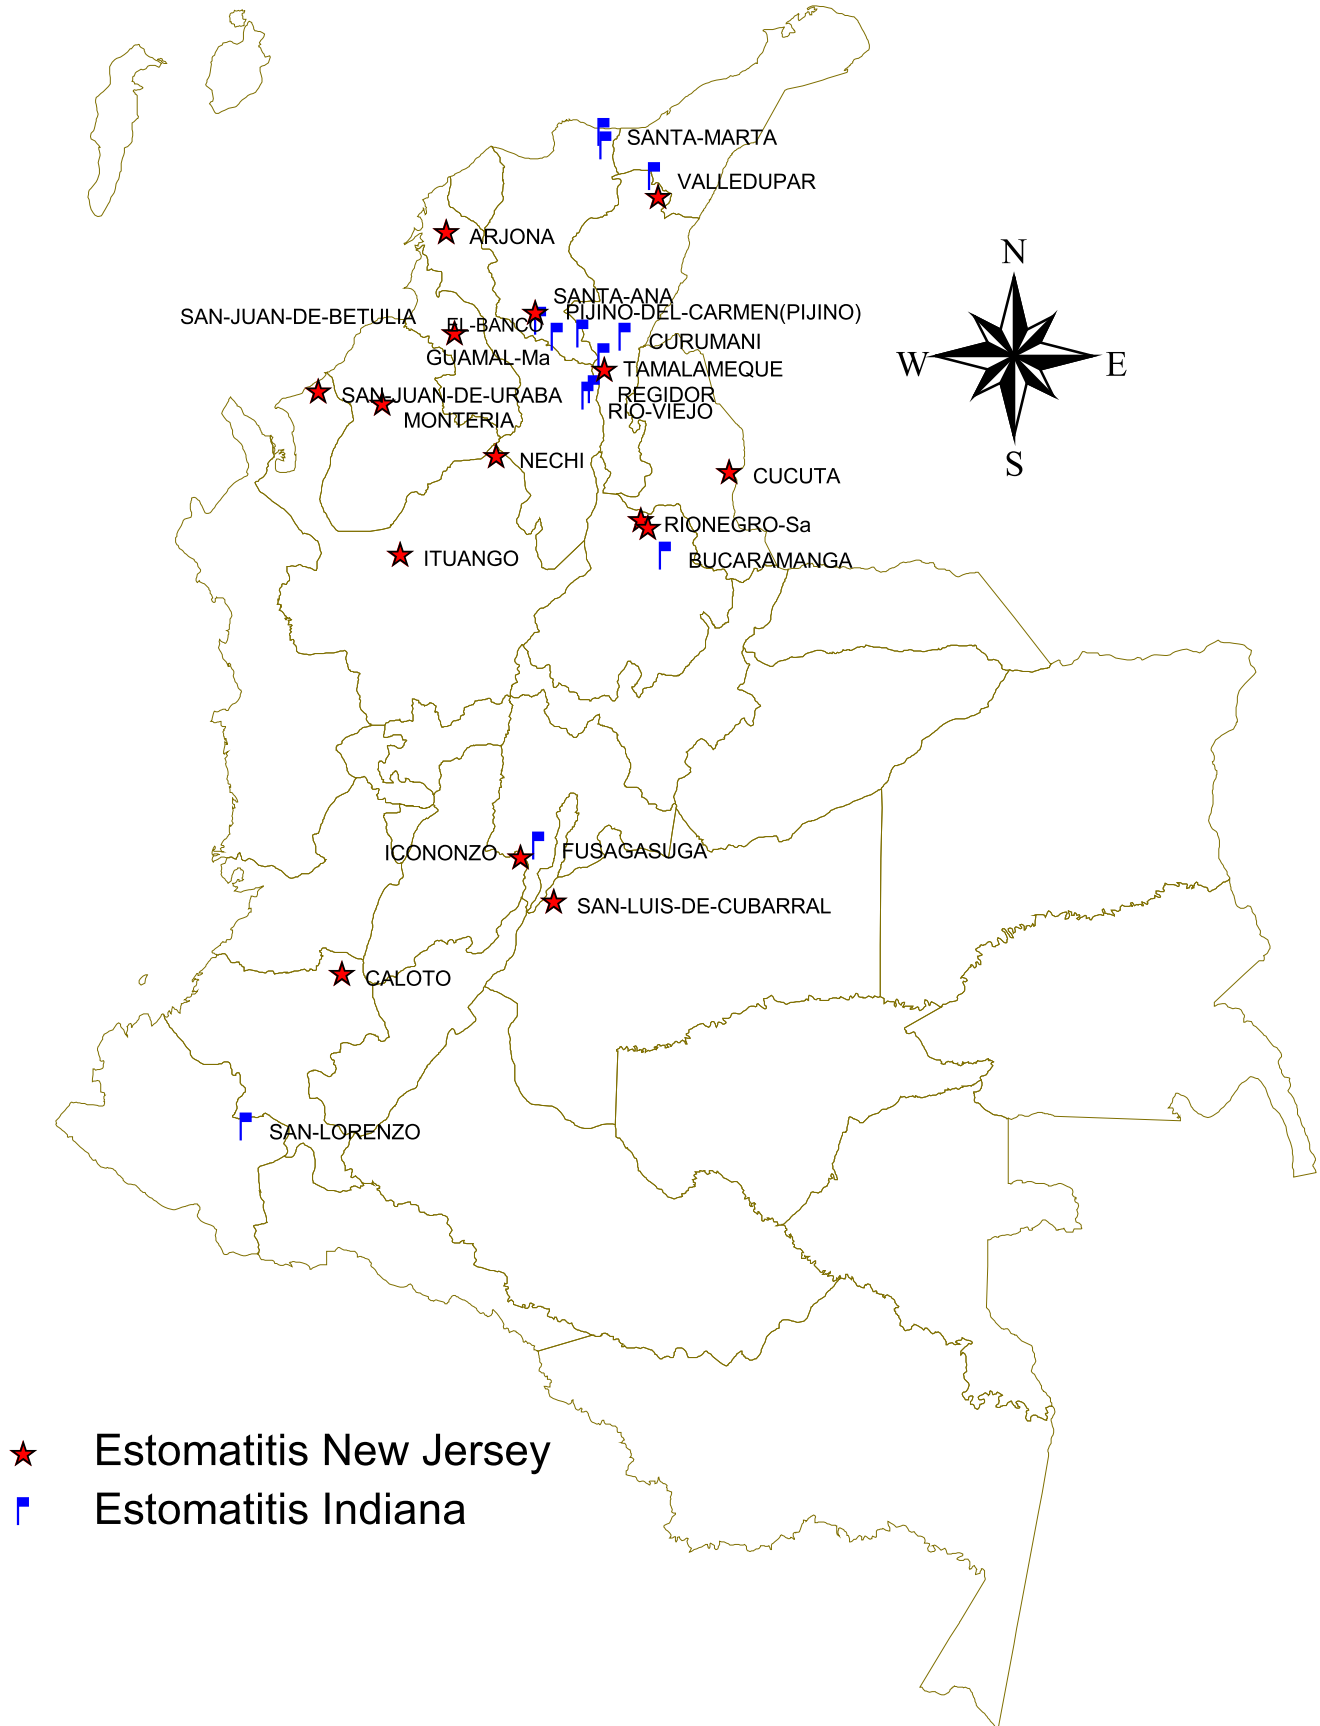 SANTA-MARTA
VALLEDUPAR
ARJONA
N
SANTA-ANA
PIJINO-DEL-CARMEN(PIJINO)
SAN-JUAN-DE-BETULIA
EL-BANCO
CURUMANI
GUAMAL-Ma
W
E
TAMALAMEQUE
SAN-JUAN-DE-URABA
REGIDOR
RIO-VIEJO
MONTERIA
NECHI
S
CUCUTA
RIONEGRO-Sa
ITUANGO
BUCARAMANGA
ICONONZO
FUSAGASUGA
SAN-LUIS-DE-CUBARRAL
CALOTO
SAN-LORENZO
Estomatitis New Jersey
Estomatitis Indiana